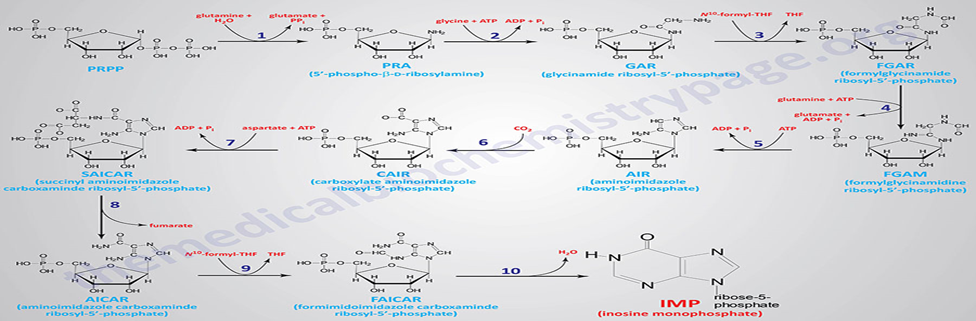 glutamine +
H2O
glutamate +
PPi
1
PRPP
PRA
(5'-phospho-β-D-ribosylamine)
glycine + ATP
ADP + Pi
2
GAR
(glycinamide ribosyl-5'-phosphate)
N10-formyl-THF
THF
3
FGAR
(formylglycinamide
ribosyl-5'-phosphate)
glutamine + ATP
4
glutamate +
ADP + Pi
FGAM
(formylglycinamidine
ribosyl-5'-phosphate)
ADP + Pi
ATP
5
AIR
(aminoimidazole
ribosyl-5'-phosphate)
CO2
6
CAIR
(carboxylate aminoimidazole
ribosyl-5'-phosphate)
ADP + Pi
aspartate + ATP
7
SAICAR
(succinyl aminoimidazole
carboxaminde ribosyl-5'-phosphate)
8
fumarate
AICAR
(aminoimidazole carboxaminde
ribosyl-5'-phosphate)
N10-formyl-THF
THF
9
FAICAR
(formimidoimidazole carboxaminde
ribosyl-5'-phosphate)
H2O
10
O
H
N
N
N
N
ribose-5-
phosphate
IMP
(inosine monophosphate)
themedicalbiochemistrypage.org